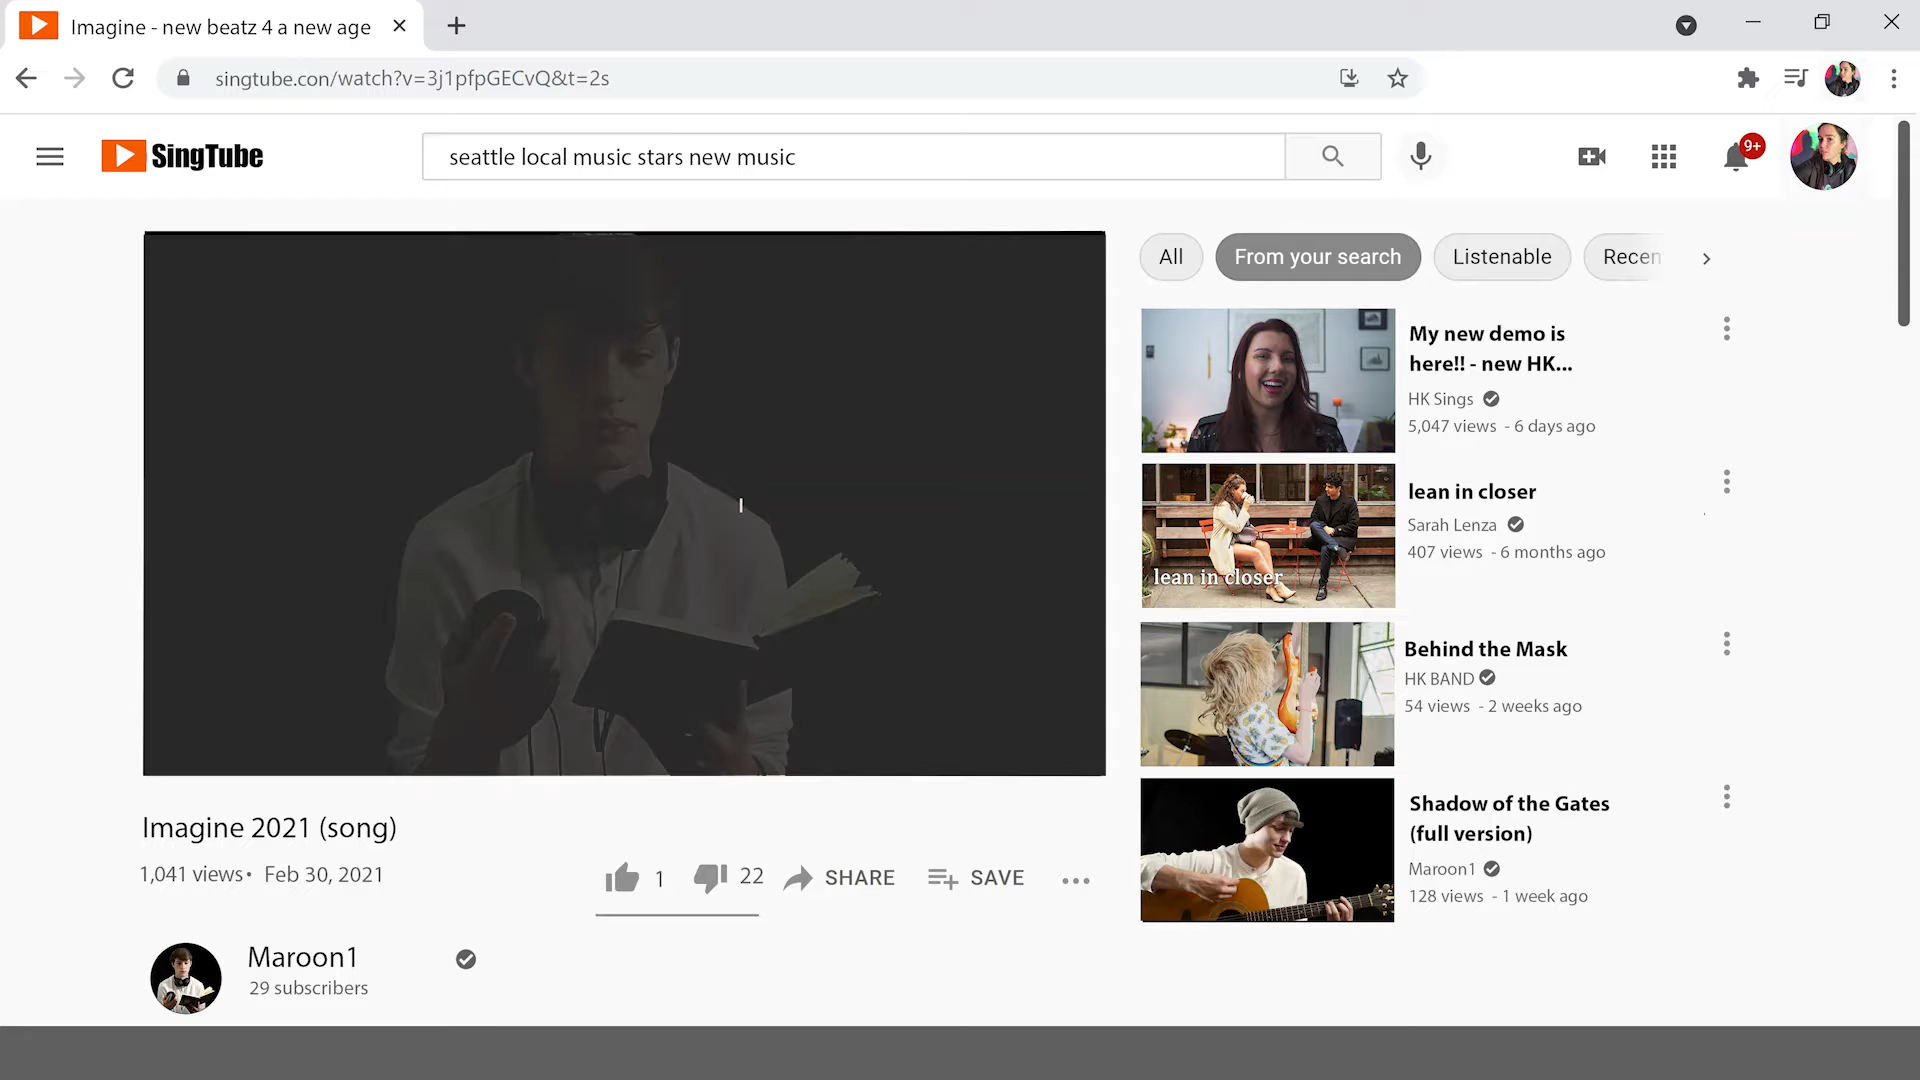 Imagine - new beatz 4 a new age
singtube.con/watch?v=3j1pfpGECvQ&t=2s
SingTube
seattle local music stars new music
9+
All
From your search
Listenable
Recen
My new demo is
here!! - new HK...
HK Sings
5,047 views - 6 days ago
lean in closer
lean in closer
Sarah Lenza
407 views - 6 months ago
Behind the Mask
HK BAND
54 views - 2 weeks ago
Shadow of the Gates
(full version)
Maroon1
128 views - 1 week ago
Imagine 2021 (song)
1,041 views• Feb 30, 2021
1
22
SHARE
SAVE
Maroon1
29 subscribers